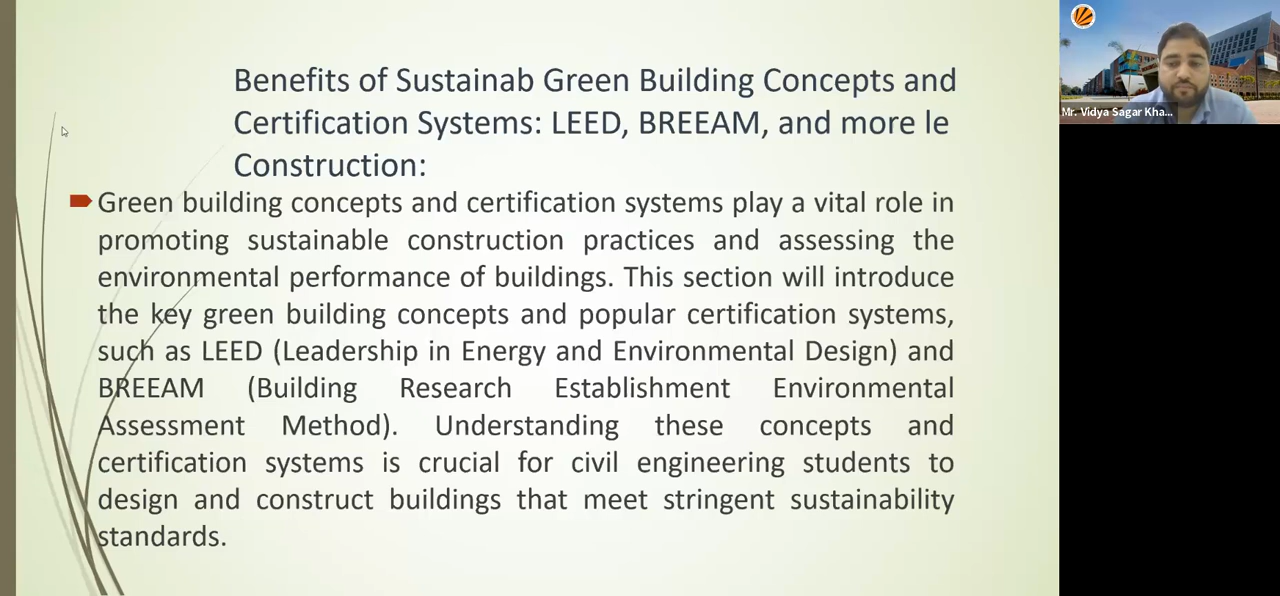 Benefits of Sustainab Green Building Concepts and
Certification Systems: LEED, BREEAM, and more le
Construction:
Green building concepts and certification systems play a vital role in
promoting sustainable construction practices and assessing the
environmental performance of buildings. This section will introduce
the key green building concepts and popular certification systems,
such as LEED (Leadership in Energy and Environmental Design) and
BREEAM (Building Research Establishment Environmental
Assessment Method). Understanding these concepts and
certification systems is crucial for civil engineering students to
design and construct buildings that meet stringent sustainability
standards.
Mr. Vidya Sagar Kha...